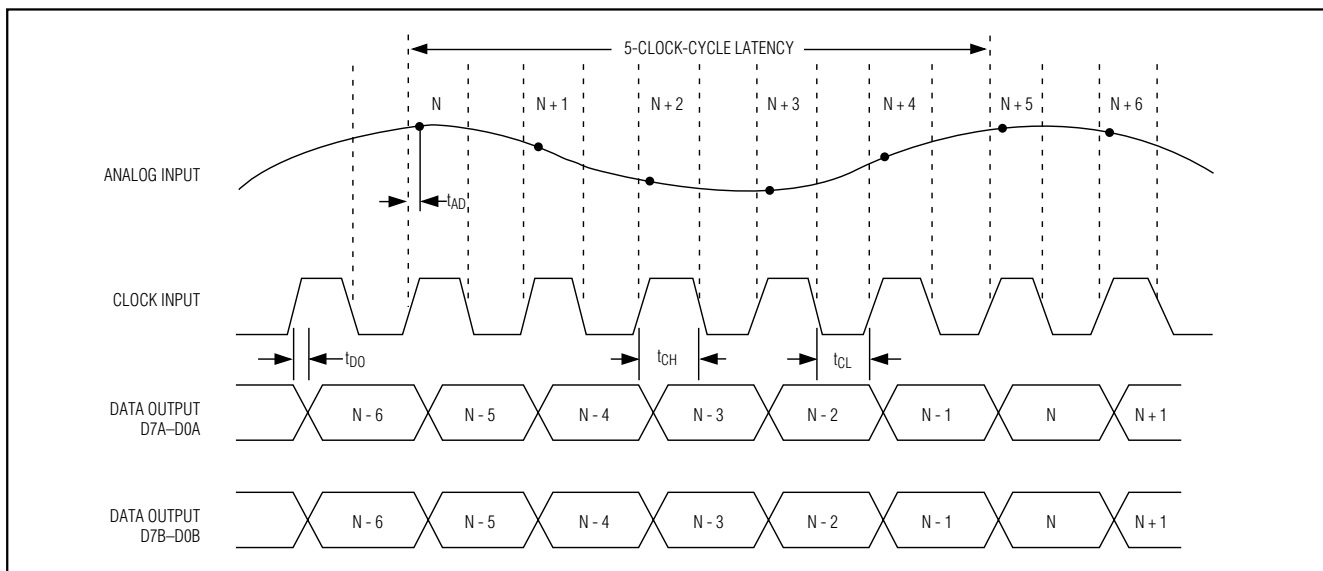 5-CLOCK-CYCLE LATENCY
N
N + 1
N + 2
N + 3
N + 4
N + 5
N + 6
ANALOG INPUT
tAD
CLOCK INPUT
tDO
tCH
tCL
DATA OUTPUT
D7A–D0A
N - 6
N - 5
N - 4
N - 3
N - 2
N - 1
N
N + 1
DATA OUTPUT
D7B–D0B
N - 6
N - 5
N - 4
N - 3
N - 2
N - 1
N
N + 1